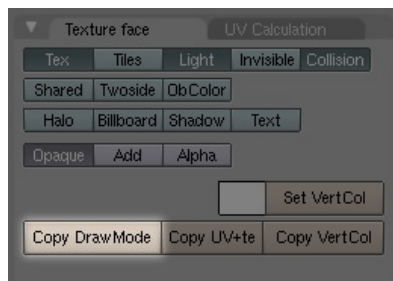 Texture face UV Calculation
Tex Tiles Light Invisible Collision
Shared Twoside ObColor
Halo Billboard Shadow Text
Opaque Add Alpha
Set VertCol
Copy DrawMode Copy UV+te Copy VertCol